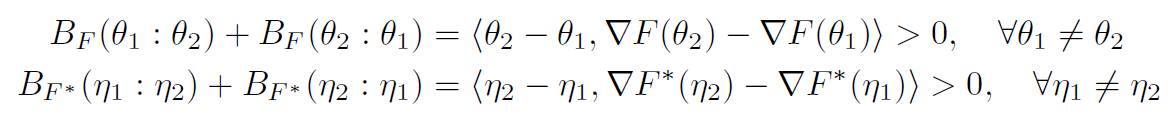 B_F(θ_1 : θ_2) + B_F(θ_2 : θ_1) = ⟨θ_2 − θ_1, ∇F(θ_2) − ∇F(θ_1)⟩ > 0, ∀θ_1 ≠ θ_2
B_{F*}(η_1 : η_2) + B_{F*}(η_2 : η_1) = ⟨η_2 − η_1, ∇F*(η_2) − ∇F*(η_1)⟩ > 0, ∀η_1 ≠ η_2